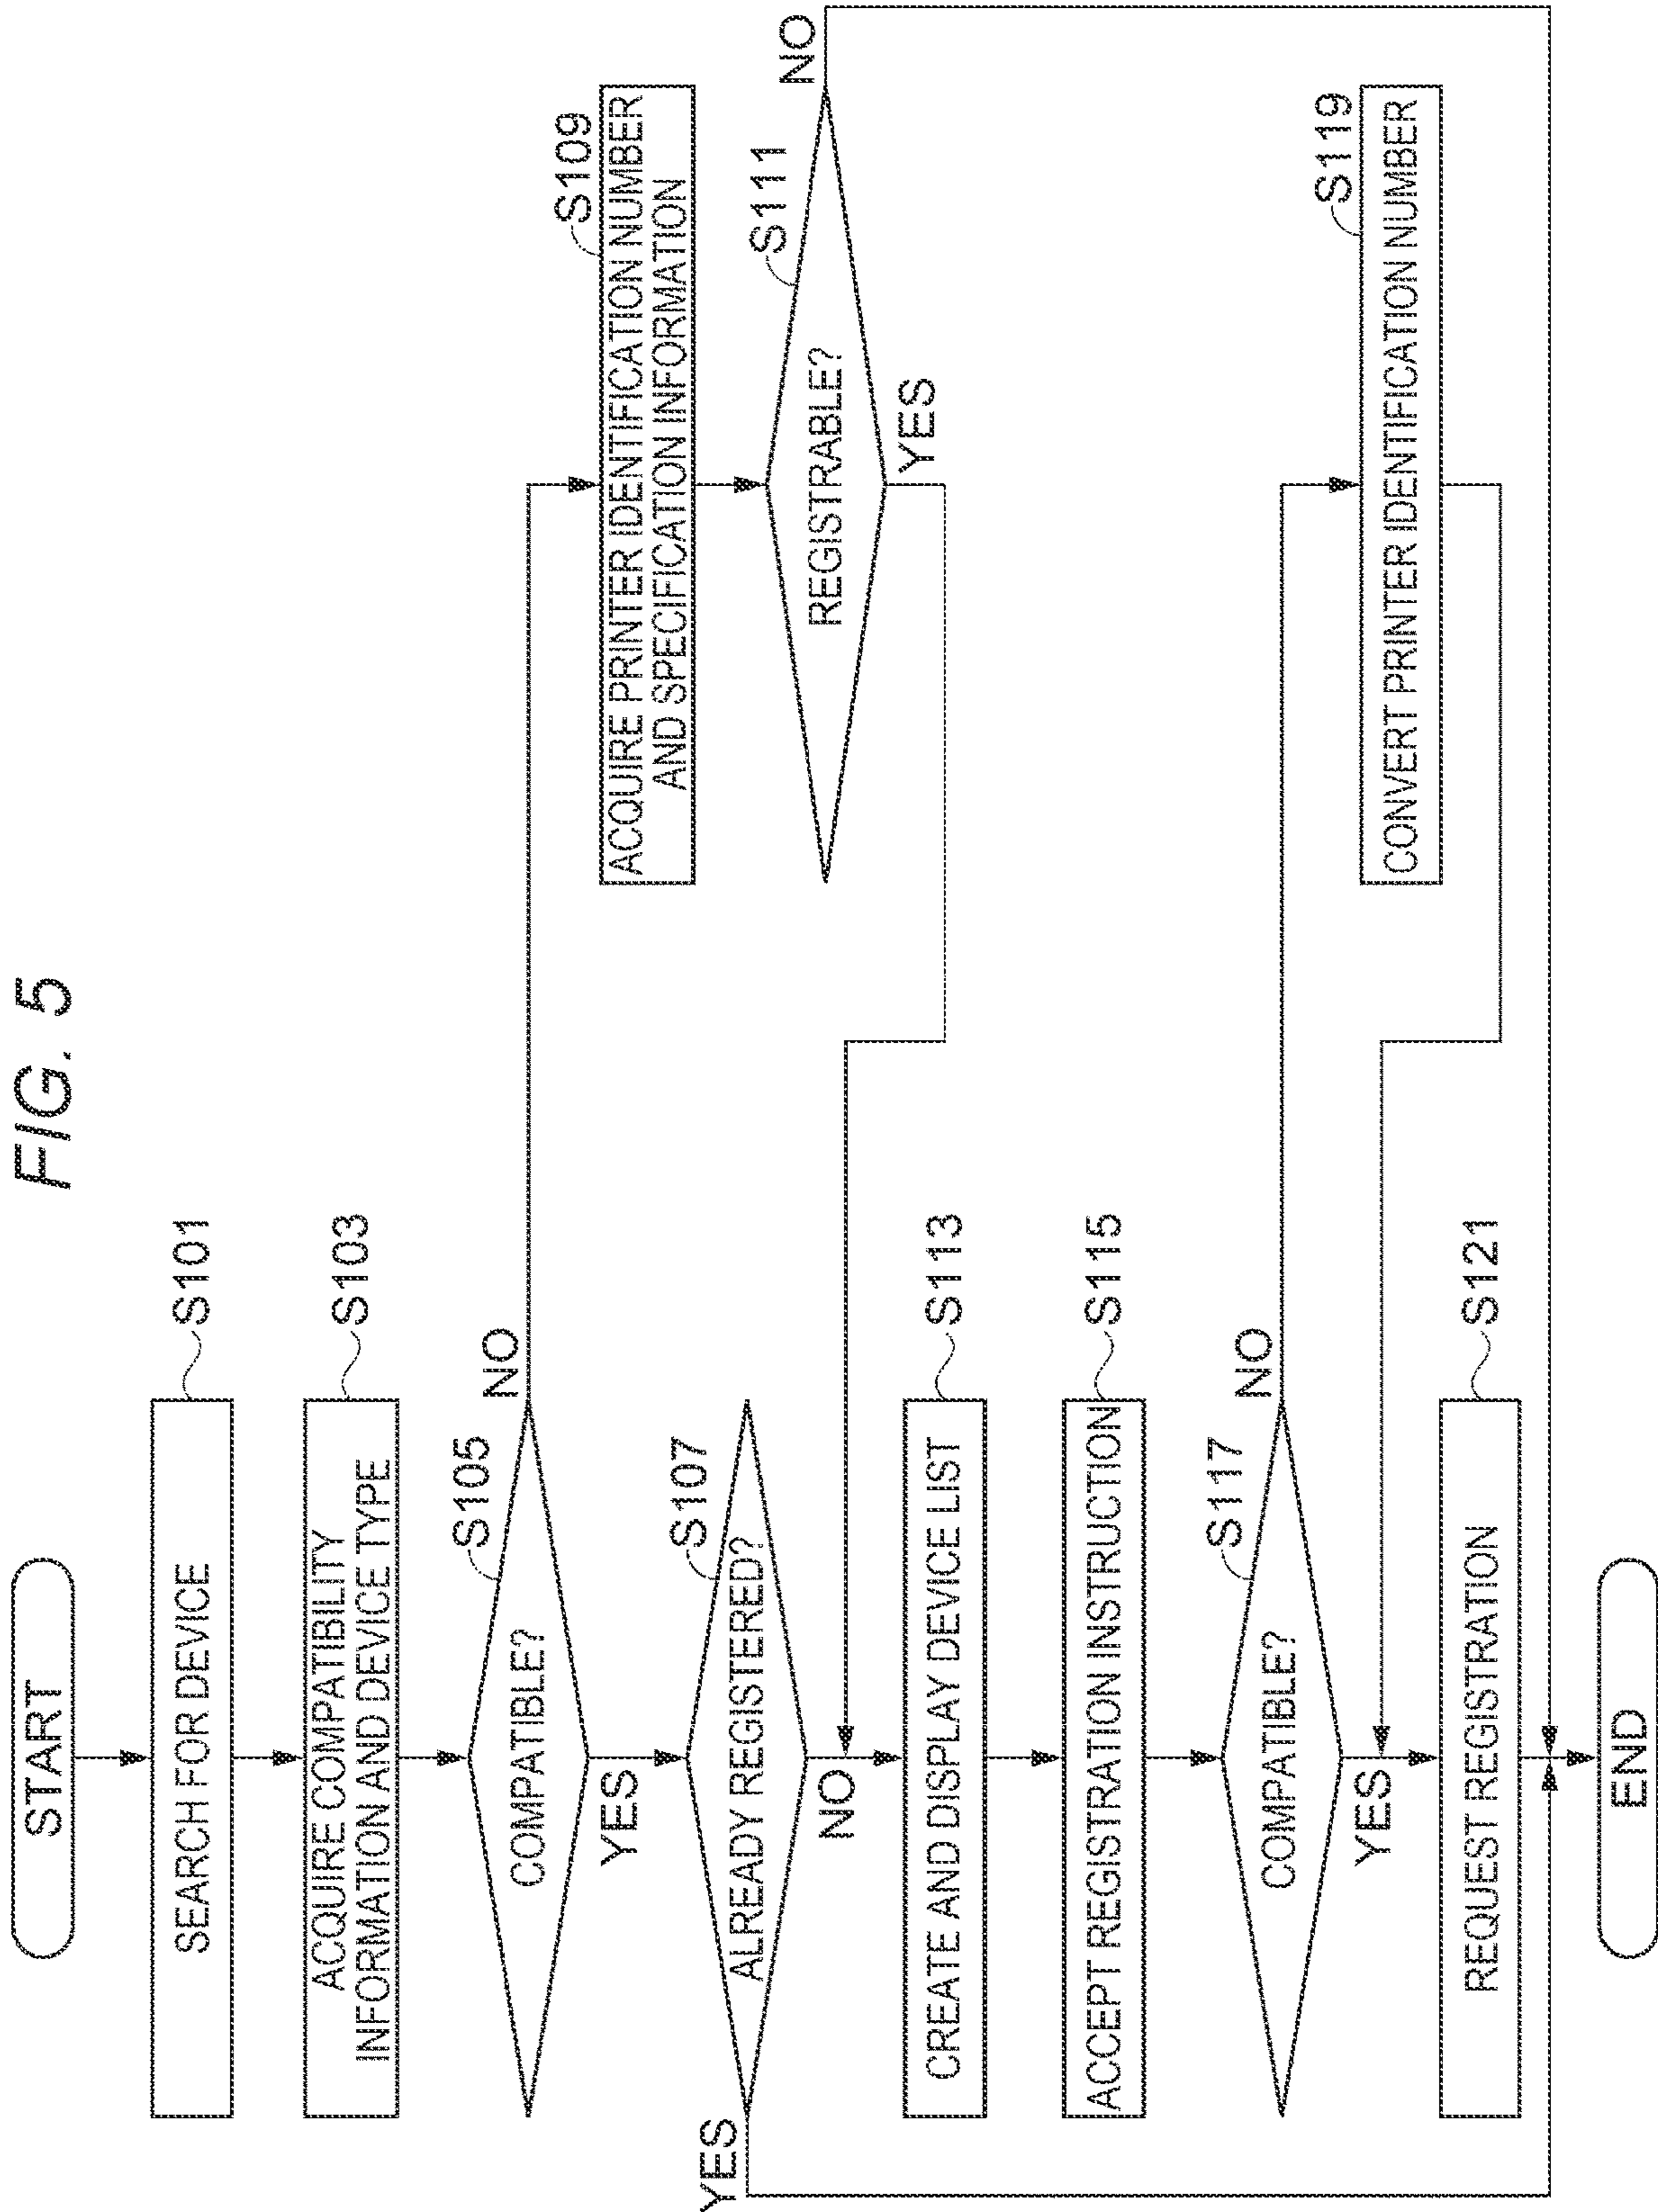 FIG. 5
START
SEARCH FOR DEVICE
S101
ACQUIRE COMPATIBILITY
INFORMATION AND DEVICE TYPE
S103
COMPATIBLE?
S105
NO
YES
ALREADY REGISTERED?
S107
YES
NO
ACQUIRE PRINTER IDENTIFICATION NUMBER
AND SPECIFICATION INFORMATION
S109
REGISTRABLE?
S111
NO
YES
CREATE AND DISPLAY DEVICE LIST
S113
ACCEPT REGISTRATION INSTRUCTION
S115
COMPATIBLE?
S117
NO
YES
CONVERT PRINTER IDENTIFICATION NUMBER
S119
REQUEST REGISTRATION
S121
END